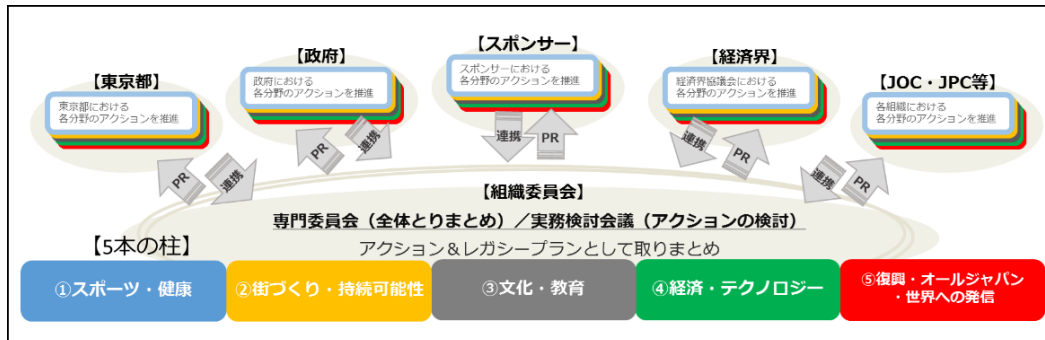 【東京都】
東京都における
各分野のアクションを推進
【政府】
政府における
各分野のアクションを推進
【スポンサー】
スポンサーにおける
各分野のアクションを推進
【経済界】
経済界協議会における
各分野のアクションを推進
【JOC・JPC等】
各組織における
各分野のアクションを推進
PR
連携
PR
連携
連携
PR
連携
PR
連携
PR
【組織委員会】
専門委員会（全体とりまとめ）／実務検討会議（アクションの検討）
アクション＆レガシープランとして取りまとめ
【5本の柱】
①スポーツ・健康
②街づくり・持続可能性
③文化・教育
④経済・テクノロジー
⑤復興・オールジャパン
・世界への発信